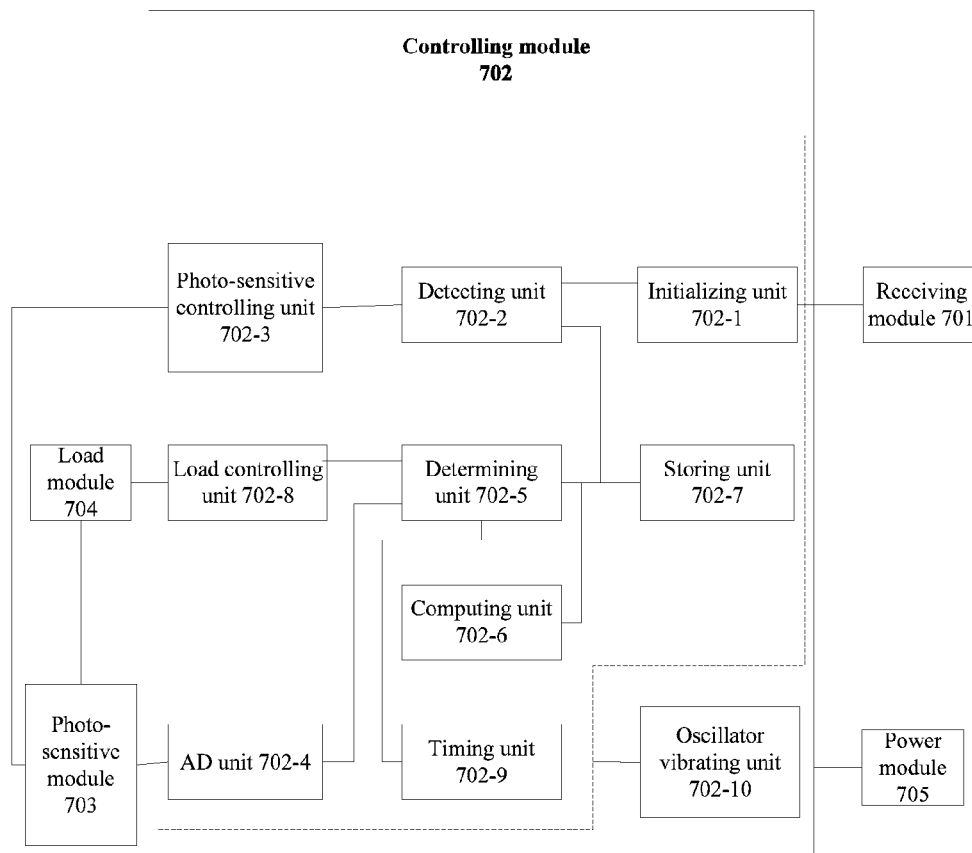 Controlling module
702
Photo-sensitive
controlling unit
702-3
Detecting unit
702-2
Initializing unit
702-1
Receiving
module 701
Load
module
704
Load controlling
unit 702-8
Determining
unit 702-5
Storing unit
702-7
Computing unit
702-6
Photo-
sensitive
module
703
AD unit 702-4
Timing unit
702-9
Oscillator
vibrating unit
702-10
Power
module
705